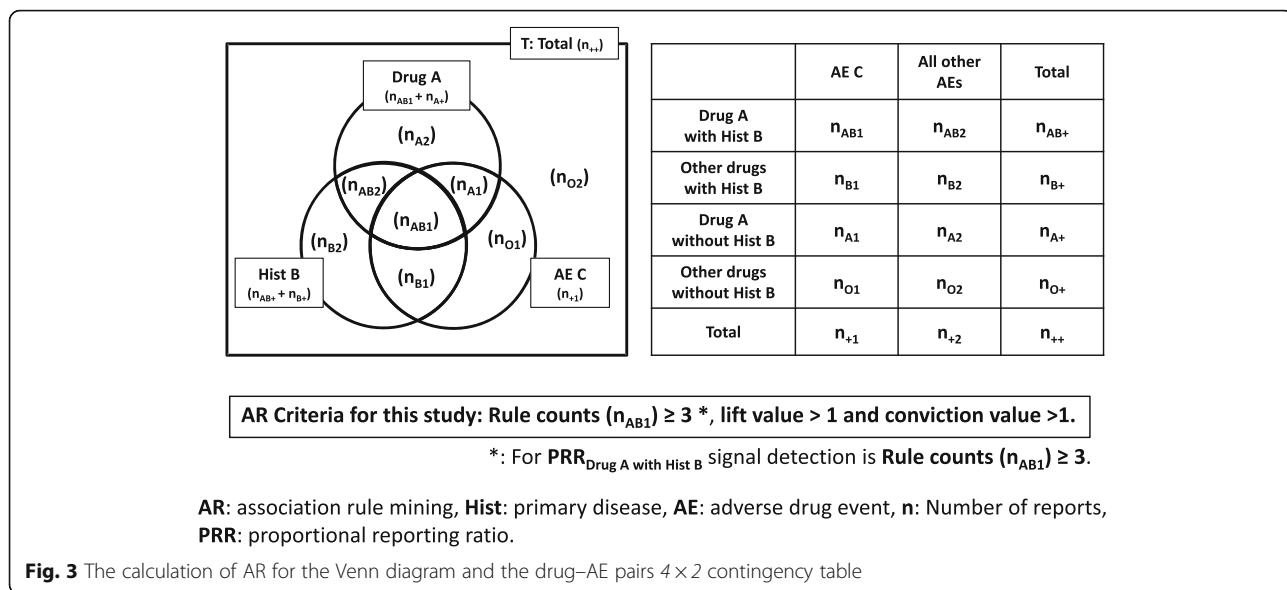 T: Total (n++)
Drug A
(nAB1 + nA+)
(nA2)
(nAB2)
(nA1)
(nO2)
(nAB1)
(nB2)
(nO1)
(nB1)
Hist B
(nAB+ + nB+)
AE C
(n+1)
AE C
All other
AEs
Total
Drug A
with Hist B
nAB1
nAB2
nAB+
Other drugs
with Hist B
nB1
nB2
nB+
Drug A
without Hist B
nA1
nA2
nA+
Other drugs
without Hist B
nO1
nO2
nO+
Total
n+1
n+2
n++
AR Criteria for this study: Rule counts (nAB1) ≥ 3 *, lift value > 1 and conviction value >1.
*: For PRRDrug A with Hist B signal detection is Rule counts (nAB1) ≥ 3.
AR: association rule mining, Hist: primary disease, AE: adverse drug event, n: Number of reports,
PRR: proportional reporting ratio.
Fig. 3 The calculation of AR for the Venn diagram and the drug–AE pairs 4 × 2 contingency table